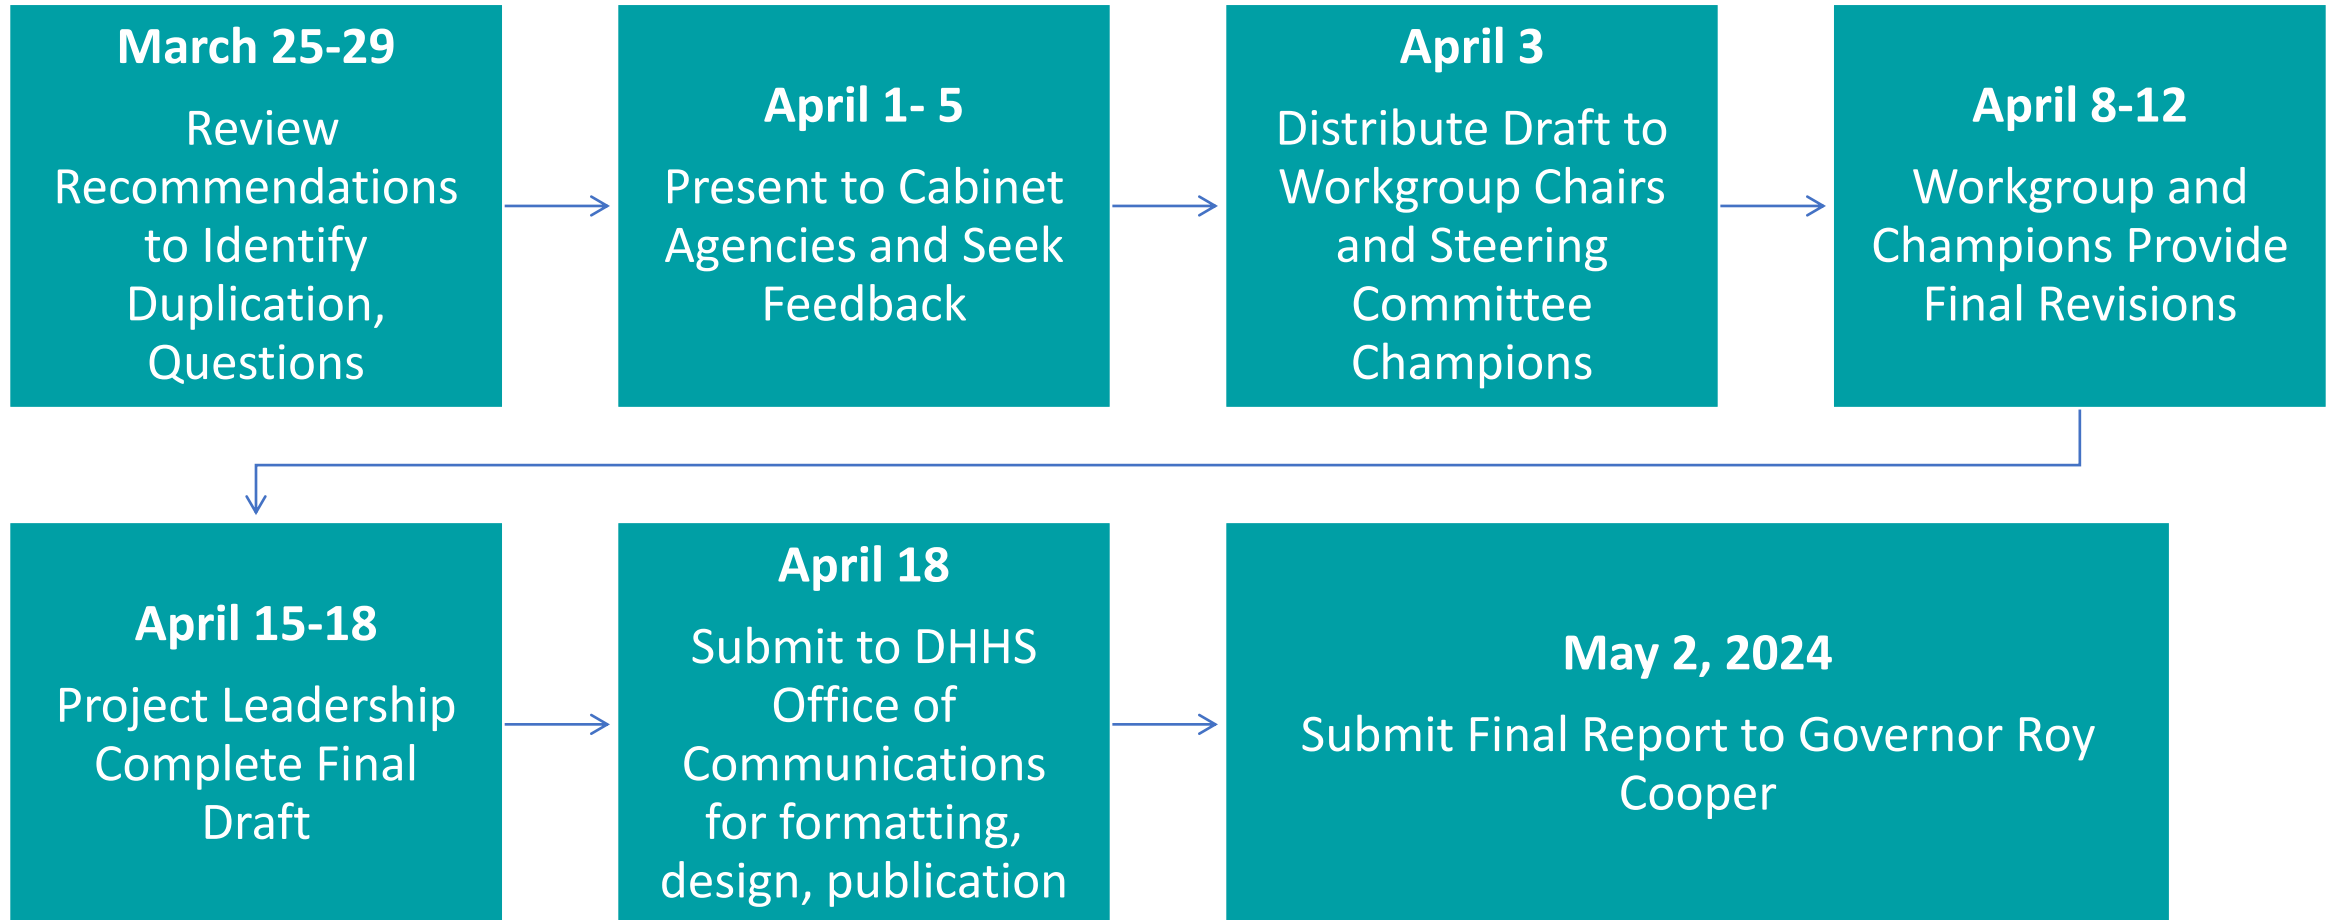 March 25-29
Review
Recommendations
to Identify
Duplication,
Questions
April 1- 5
Present to Cabinet
Agencies and Seek
Feedback
April 3
Distribute Draft to
Workgroup Chairs
and Steering
Committee
Champions
April 8-12
Workgroup and
Champions Provide
Final Revisions
April 15-18
Project Leadership
Complete Final
Draft
April 18
Submit to DHHS
Office of
Communications
for formatting,
design, publication
May 2, 2024
Submit Final Report to Governor Roy
Cooper